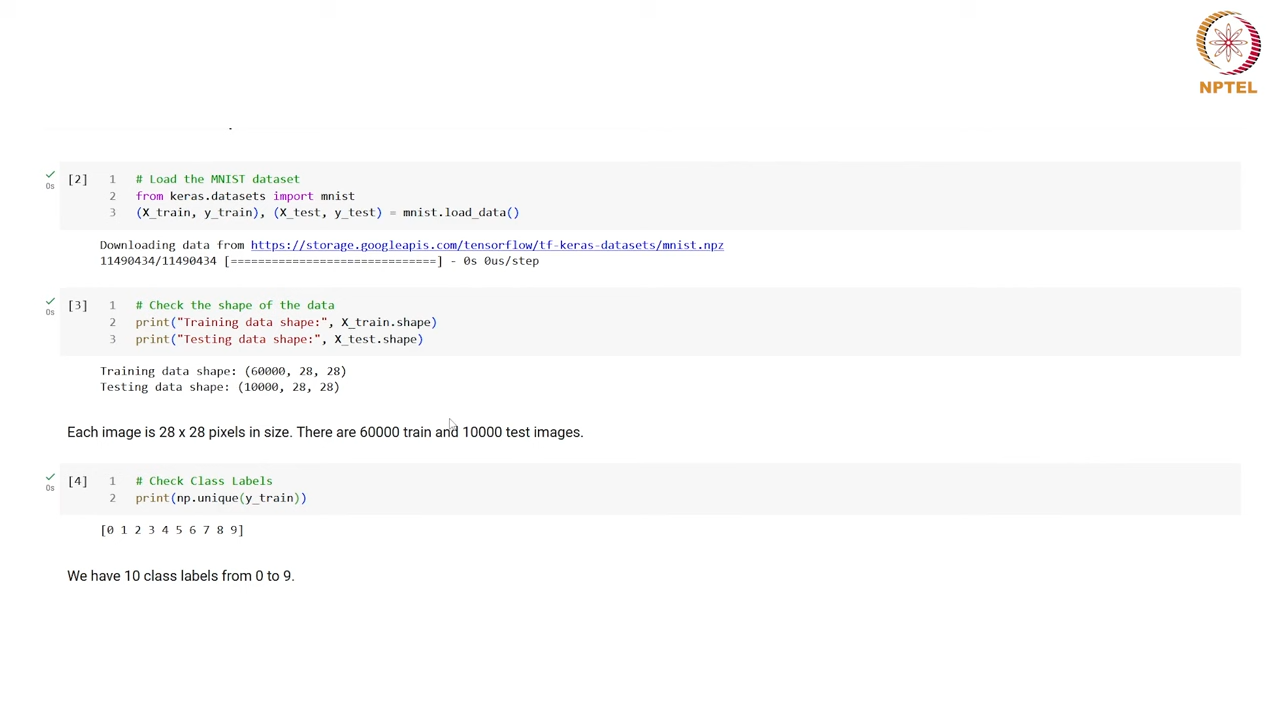 NPTEL
[2] 1 # Load the MNIST dataset
2 from keras.datasets import mnist
3 (X_train, y_train), (X_test, y_test) = mnist.load_data()
0s
Downloading data from https://storage.googleapis.com/tensorflow/tf-keras-datasets/mnist.npz
11490434/11490434 [==============================] - 0s 0us/step
[3] 1 # Check the shape of the data
2 print("Training data shape:", X_train.shape)
3 print("Testing data shape:", X_test.shape)
0s
Training data shape: (60000, 28, 28)
Testing data shape: (10000, 28, 28)
Each image is 28 x 28 pixels in size. There are 60000 train and 10000 test images.
[4] 1 # Check Class Labels
2 print(np.unique(y_train))
0s
[0 1 2 3 4 5 6 7 8 9]
We have 10 class labels from 0 to 9.